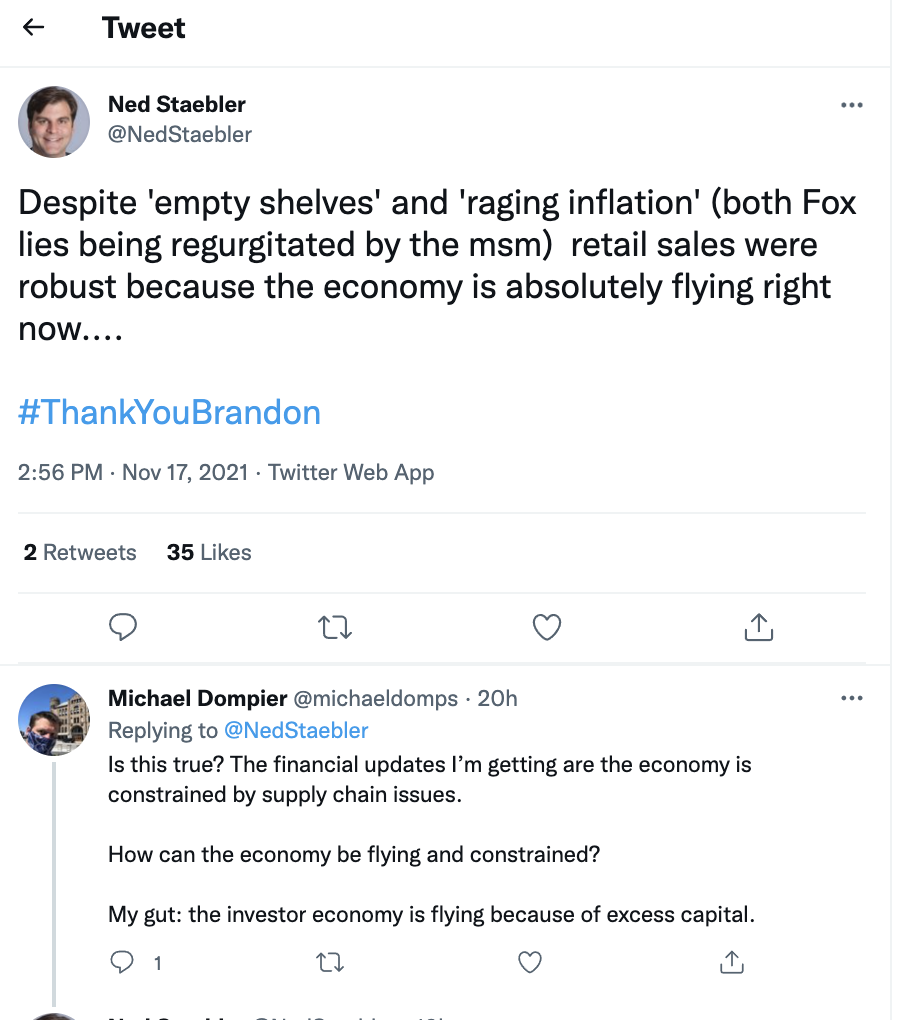 Tweet
Ned Staebler
@NedStaebler
Despite 'empty shelves' and 'raging inflation' (both Fox
lies being regurgitated by the msm)  retail sales were
robust because the economy is absolutely flying right
now....
#ThankYouBrandon
2:56 PM · Nov 17, 2021 · Twitter Web App
2 Retweets 35 Likes
Michael Dompier @michaeldomps · 20h
Replying to @NedStaebler
Is this true? The financial updates I’m getting are the economy is
constrained by supply chain issues.
How can the economy be flying and constrained?
My gut: the investor economy is flying because of excess capital.
1